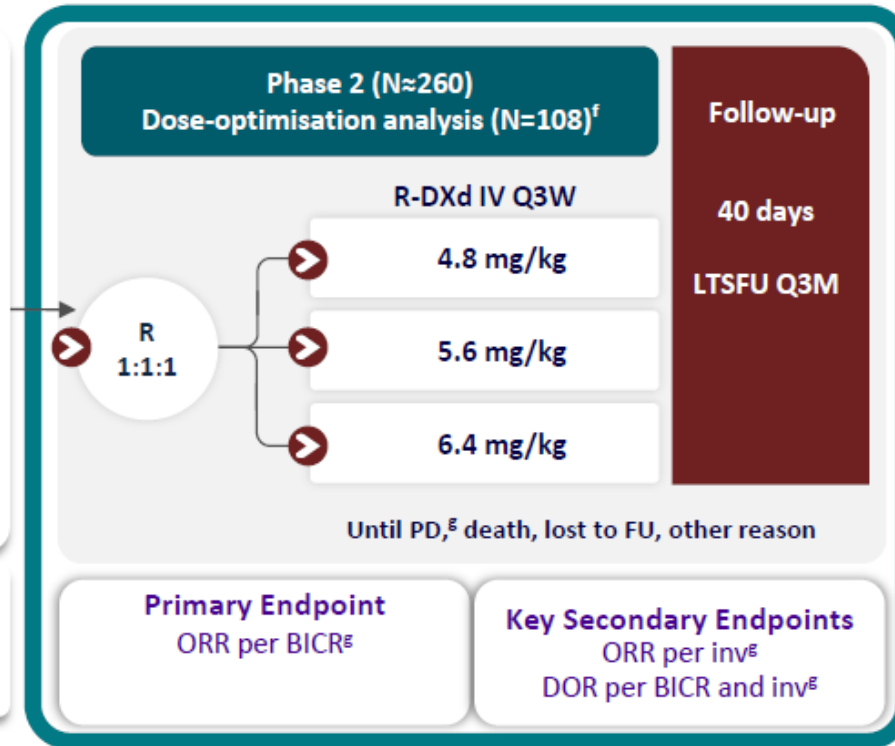 Phase 2 (N≈260)
Dose-optimisation analysis (N=108)ᶠ
Follow-up
40 days
LTSFU Q3M
R-DXd IV Q3W
4.8 mg/kg
R
1:1:1
5.6 mg/kg
6.4 mg/kg
Until PD,ᵍ death, lost to FU, other reason
Primary Endpoint
ORR per BICRᵍ
Key Secondary Endpoints
ORR per invᵍ
DOR per BICR and invᵍ